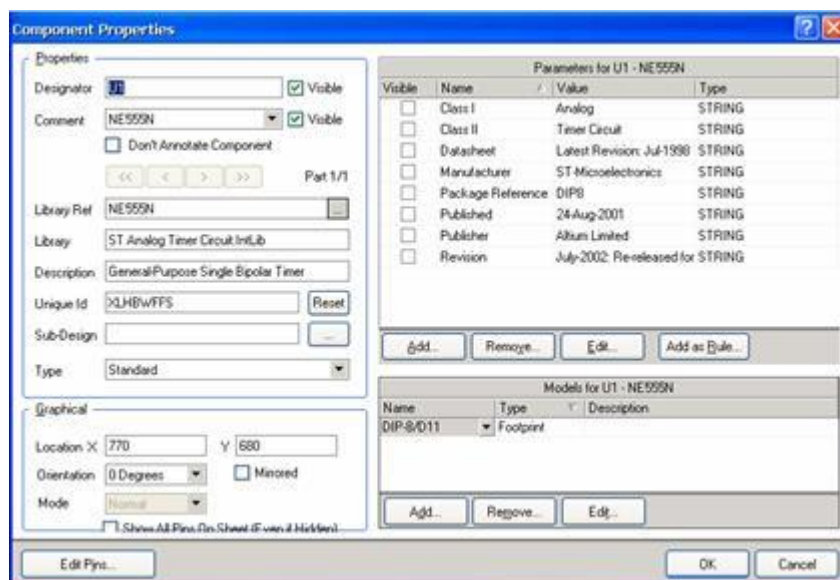 Component Properties
Properties
Designator U1 Visible
Comment NE555N Visible
Don't Annotate Component
<< < > >> Part 1/1
Library Ref NE555N ...
Library ST Analog Timer Circuit.IntLib
Description General-Purpose Single Bipolar Timer
Unique Id XLHBWFFS Reset
Sub-Design ...
Type Standard
Graphical
Location X 770 Y 680
Orientation 0 Degrees Mirrored
Mode Normal
Show All Pins On Sheet (Even if Hidden)
Edit Pins...
Parameters for U1 - NE555N
Visible Name / Value Type
Class I Analog STRING
Class II Timer Circuit STRING
Datasheet Latest Revision: Jul-1998 STRING
Manufacturer ST-Microelectronics STRING
Package Reference DIP8 STRING
Published 24-Aug-2001 STRING
Publisher Altium Limited STRING
Revision July-2002: Re-released for STRING
Add... Remove... Edit... Add as Rule...
Models for U1 - NE555N
Name Type Description
DIP-8/D11 Footprint
Add... Remove... Edit...
OK Cancel